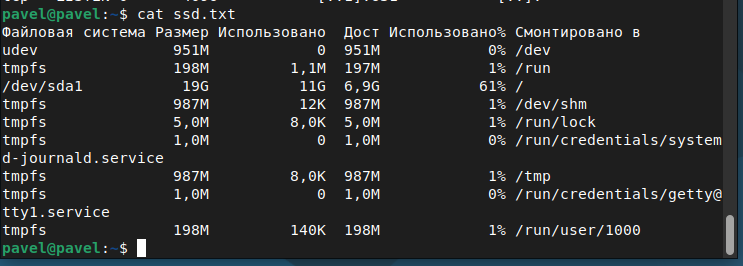 pavel@pavel:~$ cat ssd.txt
Файловая система Размер Использовано  Дост Использовано% Смонтировано в
udev               951M            0  951M            0% /dev
tmpfs              198M         1,1M  197M            1% /run
/dev/sda1           19G          11G  6,9G           61% /
tmpfs              987M          12K  987M            1% /dev/shm
tmpfs              5,0M         8,0K  5,0M            1% /run/lock
tmpfs              1,0M            0  1,0M            0% /run/credentials/system
d-journald.service
tmpfs              987M         8,0K  987M            1% /tmp
tmpfs              1,0M            0  1,0M            0% /run/credentials/getty@
tty1.service
tmpfs              198M         140K  198M            1% /run/user/1000
pavel@pavel:~$